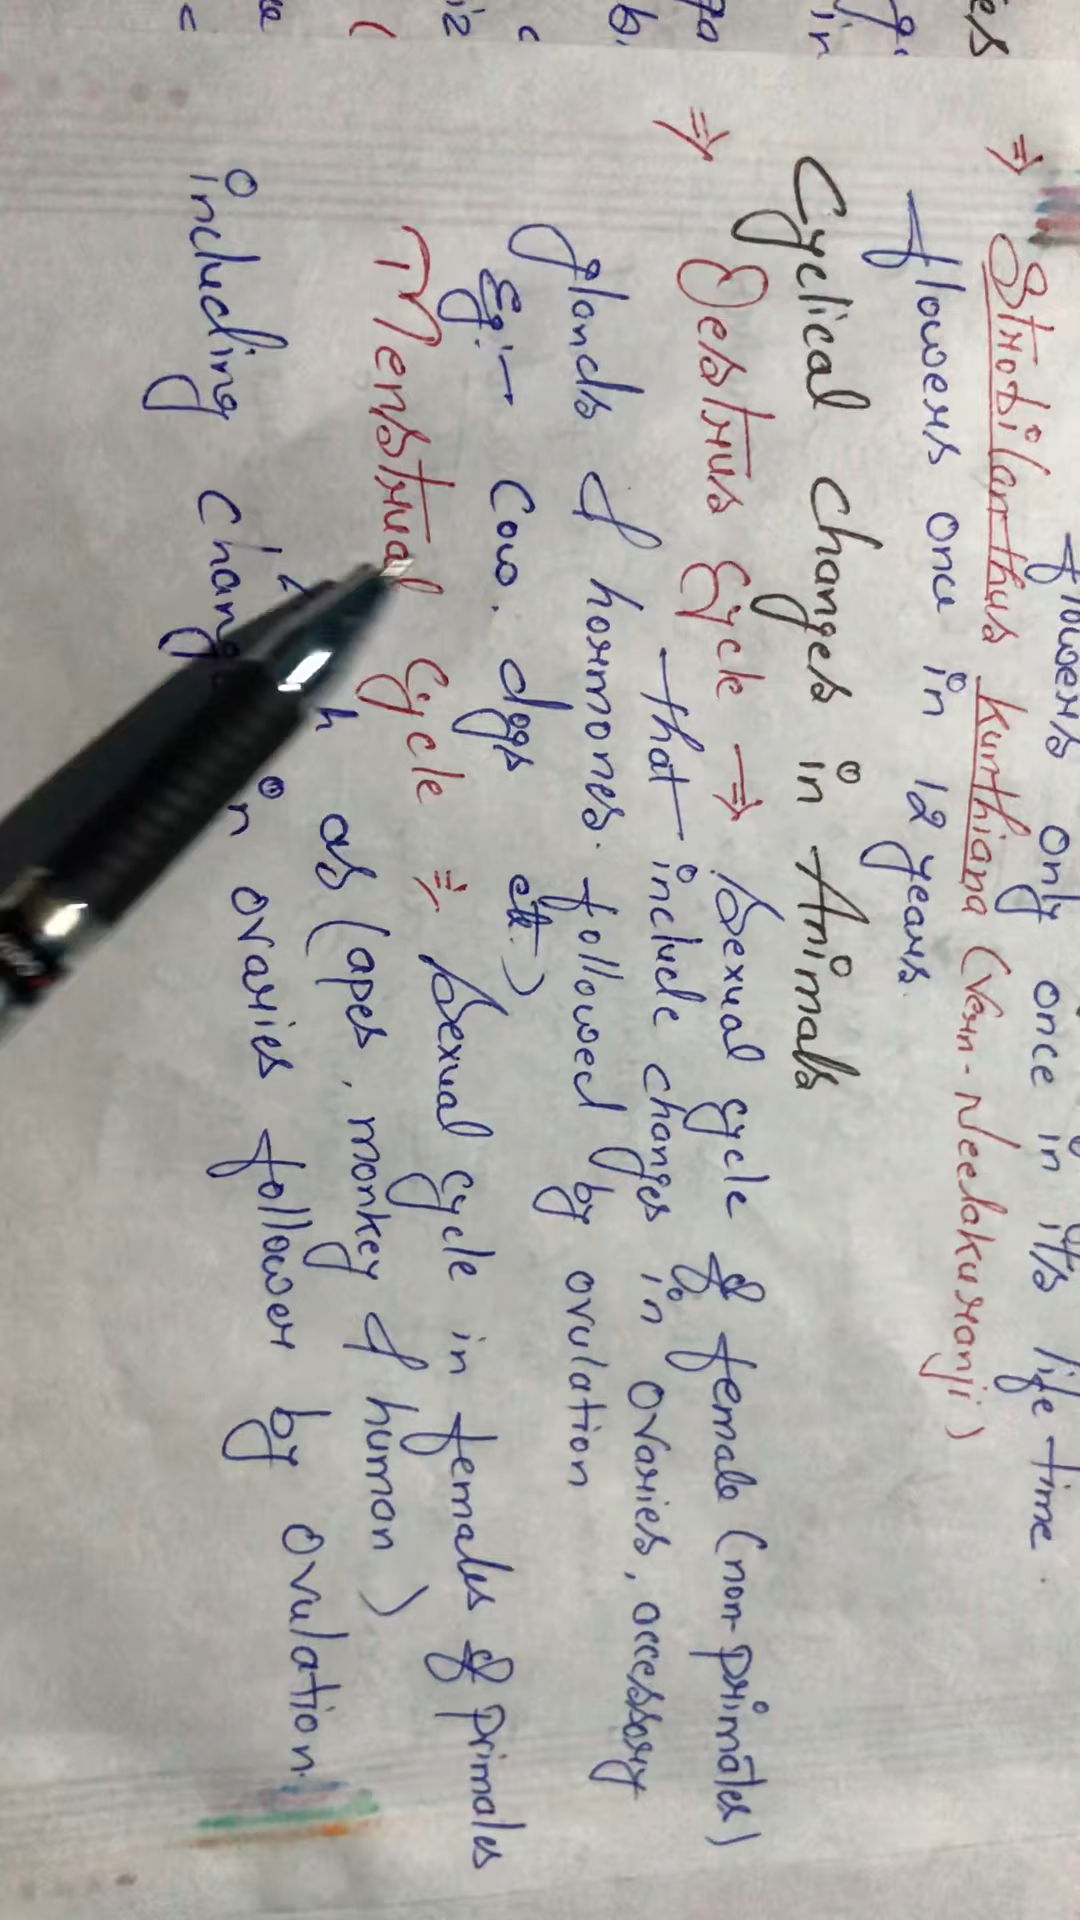 flowers only once in its life time.
⇒ Strobilanthus kunthiana (Vern- Neelakuranji)
flowers once in 12 years.
Cyclical changes in Animals
⇒ Oestrus Cycle → Sexual cycle of female (non-primates)
that include changes in ovaries, accessory
glands & hormones. followed by ovulation
Eg:- Cow. dogs etc.)
Menstrual Cycle ⇒ Sexual cycle in females of primales
as (apes, monkey & human)
including in ovaries follower by ovulation.